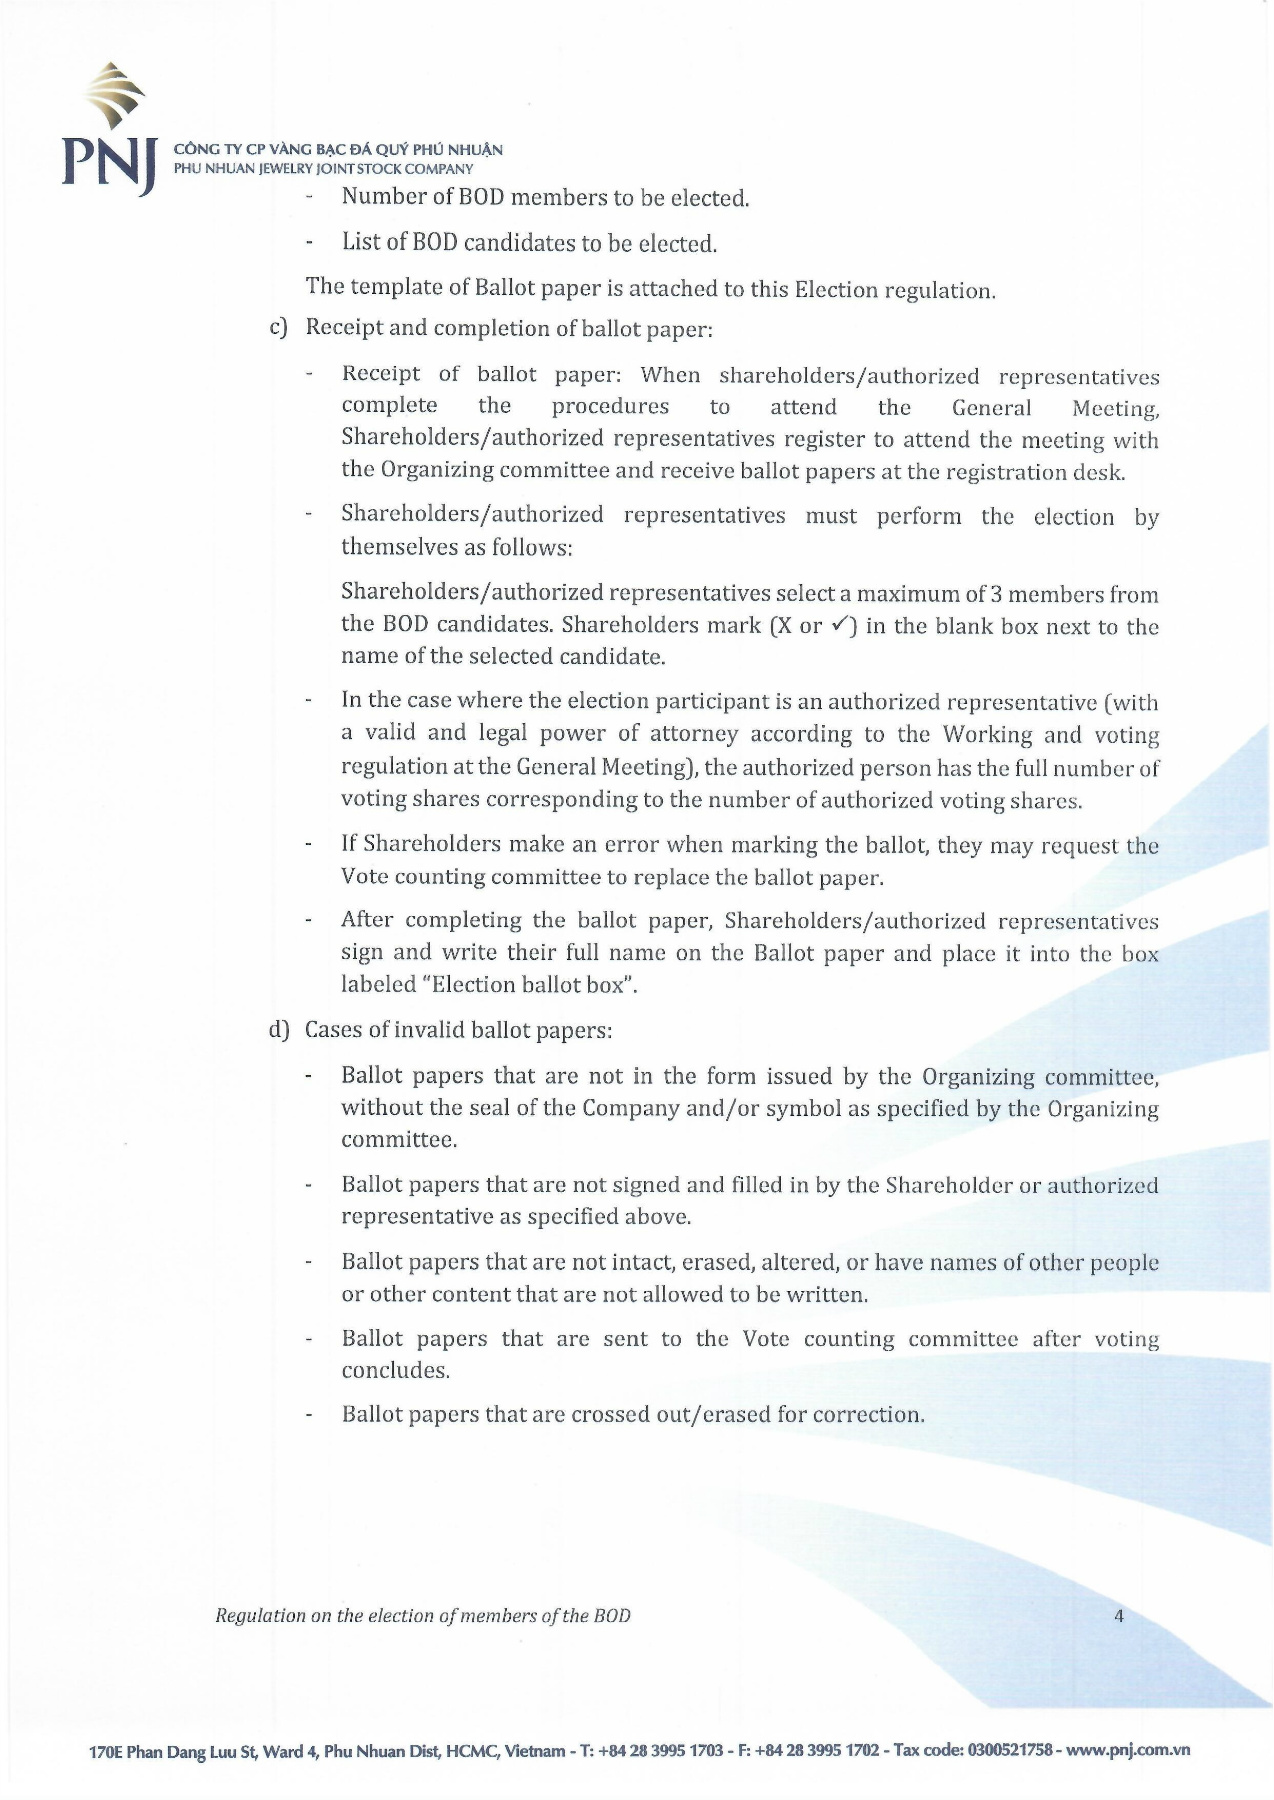 PNJ
CÔNG TY CP VÀNG BẠC ĐÁ QUÝ PHÚ NHUẬN
PHU NHUAN JEWELRY JOINT STOCK COMPANY
- Number of BOD members to be elected.
- List of BOD candidates to be elected.
The template of Ballot paper is attached to this Election regulation.
c) Receipt and completion of ballot paper:
- Receipt of ballot paper: When shareholders/authorized representatives
complete the procedures to attend the General Meeting,
Shareholders/authorized representatives register to attend the meeting with
the Organizing committee and receive ballot papers at the registration desk.
- Shareholders/authorized representatives must perform the election by
themselves as follows:
Shareholders/authorized representatives select a maximum of 3 members from
the BOD candidates. Shareholders mark (X or ✓) in the blank box next to the
name of the selected candidate.
- In the case where the election participant is an authorized representative (with
a valid and legal power of attorney according to the Working and voting
regulation at the General Meeting), the authorized person has the full number of
voting shares corresponding to the number of authorized voting shares.
- If Shareholders make an error when marking the ballot, they may request the
Vote counting committee to replace the ballot paper.
- After completing the ballot paper, Shareholders/authorized representatives
sign and write their full name on the Ballot paper and place it into the box
labeled "Election ballot box".
d) Cases of invalid ballot papers:
- Ballot papers that are not in the form issued by the Organizing committee,
without the seal of the Company and/or symbol as specified by the Organizing
committee.
- Ballot papers that are not signed and filled in by the Shareholder or authorized
representative as specified above.
- Ballot papers that are not intact, erased, altered, or have names of other people
or other content that are not allowed to be written.
- Ballot papers that are sent to the Vote counting committee after voting
concludes.
- Ballot papers that are crossed out/erased for correction.
Regulation on the election of members of the BOD 4
170E Phan Dang Luu St, Ward 4, Phu Nhuan Dist, HCMC, Vietnam - T: +84 28 3995 1703 - F: +84 28 3995 1702 - Tax code: 0300521758 - www.pnj.com.vn